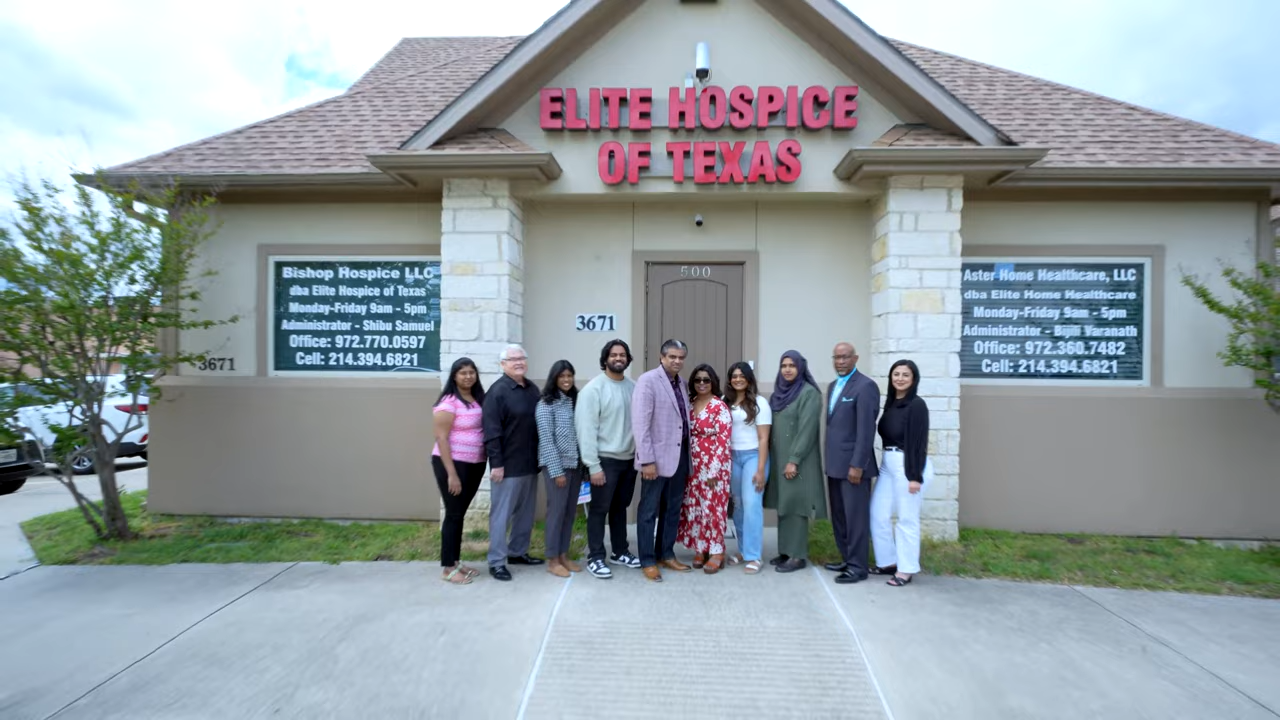 ELITE HOSPICE
OF TEXAS
500
Bishop Hospice LLC
dba Elite Hospice of Texas
Monday-Friday 9am - 5pm
Administrator - Shibu Samuel
Office: 972.770.0597
Cell: 214.394.6821
3671
3671
Aster Home Healthcare, LLC
dba Elite Home Healthcare
Monday-Friday 9am - 5pm
Administrator - Bijili Varanath
Office: 972.360.7482
Cell: 214.394.6821